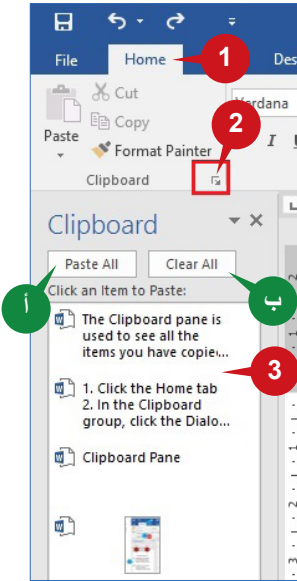 File Home Des
1
Cut
Copy
Paste
Format Painter
Verdana
2
I U
Clipboard
Clipboard
Paste All Clear All
أ
ب
Click an Item to Paste:
The Clipboard pane is
used to see all the
items you have copie...
3
1. Click the Home tab
2. In the Clipboard
group, click the Dialo...
Clipboard Pane